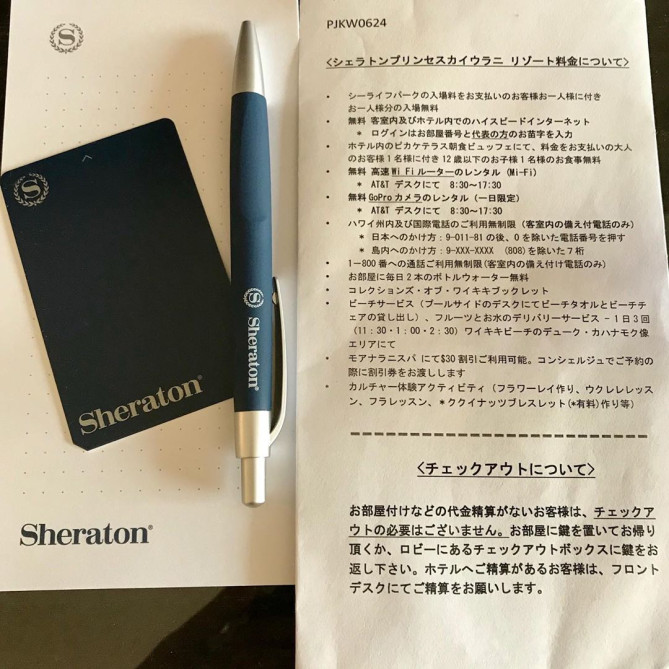 S
S
Sheraton®
Sheraton®
Sheraton®
PJKW0624
<シェラトンプリンセスカイウラニ リゾート料金について>
・ シーライフパークの入場料をお支払いのお客様お一人様に付き
お一人様分の入場無料
・ 無料 客室内及びホテル内でのハイスピードインターネット
* ログインはお部屋番号と代表の方のお苗字を入力
・ ホテル内のピカケテラス朝食ビュッフェにて、料金をお支払いの大人
のお客様1名様に付き12歳以下のお子様1名様のお食事無料
・ 無料 高速Wi Fiルーターのレンタル (Mi-Fi)
* AT&T デスクにて 8:30~17:30
・ 無料GoProカメラのレンタル (一日限定)
* AT&T デスクにて 8:30~17:30
・ ハワイ州内及び国際電話のご利用無制限 (客室内の備え付電話のみ)
* 日本へのかけ方:9-011-81の後、0を除いた電話番号を押す
* 島内へのかけ方:9-XXX-XXXX (808)を除いた7桁
・ 1ー800番への通話ご利用無制限(客室内の備え付け電話のみ)
・ お部屋に毎日2本のボトルウォーター無料
・ コレクションズ・オブ・ワイキキブックレット
・ ビーチサービス (プールサイドのデスクにてビーチタオルとビーチチ
ェアの貸し出し)、フルーツとお水のデリバリーサービス - 1日3回
(11:30・1:00・2:30) ワイキキビーチのデューク・カハナモク像
エリアにて
・ モアナラニスパ にて$30割引ご利用可能。コンシェルジュでご予約の
際に割引券をお渡しします
・ カルチャー体験アクティビティ (フラワーレイ作り、ウクレレレッス
ン、フラレッスン、*ククイナッツブレスレット(*有料)作り等)
<チェックアウトについて>
お部屋付けなどの代金精算がないお客様は、チェックア
ウトの必要はございません。お部屋に鍵を置いてお帰り
頂くか、ロビーにあるチェックアウトボックスに鍵をお
返し下さい。ホテルへご精算があるお客様は、フロント
デスクにてご精算をお願いします。